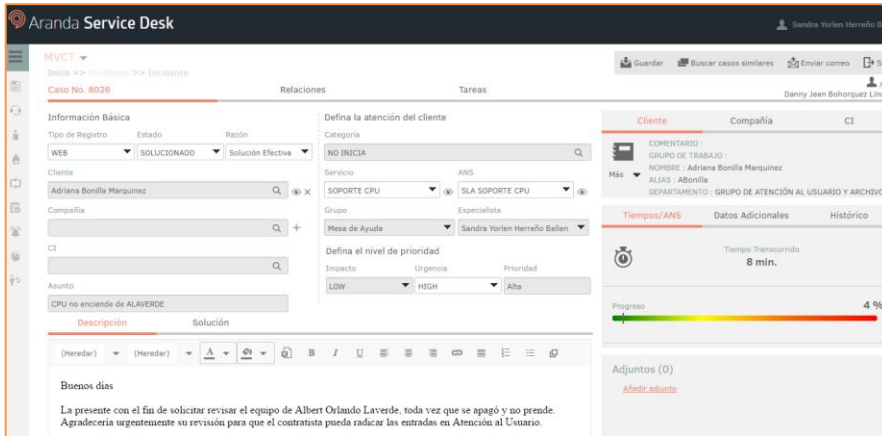 Aranda Service Desk
Sandra Yorlen Herreño B
MVCT
Inicio >> Incidentes >> Incidente
Guardar Buscar casos similares Enviar correo S
Danny Jean Bohorquez Lin
Caso No. 8026 Relaciones Tareas
Información Básica
Tipo de Registro Estado Razón
WEB SOLUCIONADO Solución Efectiva
Cliente
Adriana Bonilla Marquinez
Compañía
CI
Asunto
CPU no enciende de ALAVERDE
Defina la atención del cliente
Categoría
NO INICIA
Servicio ANS
SOPORTE CPU SLA SOPORTE CPU
Grupo Especialista
Mesa de Ayuda Sandra Yorlen Herreño Ballen
Defina el nivel de prioridad
Impacto Urgencia Prioridad
LOW HIGH Alta
Descripción Solución
(Heredar) (Heredar) A B I U
Buenos días
La presente con el fin de solicitar revisar el equipo de Albert Orlando Laverde, toda vez que se apagó y no prende.
Agradecería urgentemente su revisión para que el contratista pueda radicar las entradas en Atención al Usuario.
Cliente Compañía CI
Más
COMENTARIO :
GRUPO DE TRABAJO :
NOMBRE : Adriana Bonilla Marquinez
ALIAS : ABonilla
DEPARTAMENTO : GRUPO DE ATENCIÓN AL USUARIO Y ARCHIVO
Tiempos/ANS Datos Adicionales Histórico
Tiempo Transcurrido
8 min.
Progreso 4 %
Adjuntos (0)
Añadir adjunto